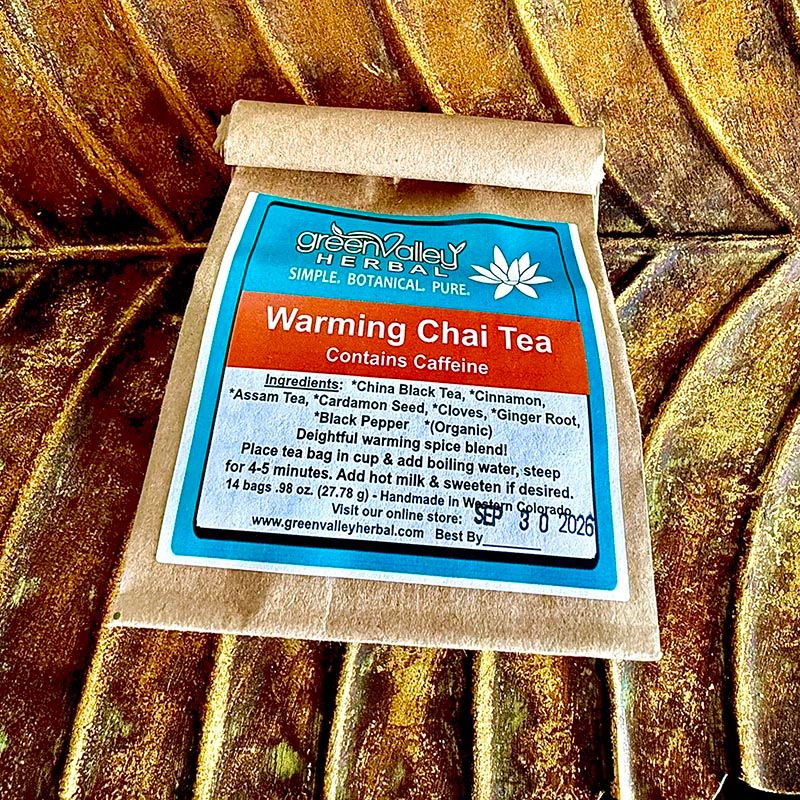 greenvalley
HERBAL
SIMPLE. BOTANICAL. PURE.
Warming Chai Tea
Contains Caffeine
Ingredients: *China Black Tea, *Cinnamon,
*Assam Tea, *Cardamon Seed, *Cloves, *Ginger Root,
*Black Pepper *(Organic)
Deightful warming spice blend!
Place tea bag in cup & add boiling water, steep
for 4-5 minutes. Add hot milk & sweeten if desired.
14 bags .98 oz. (27.78 g) - Handmade in Western Colorado
Visit our online store: SEP 30 2026
www.greenvalleyherbal.com Best By______